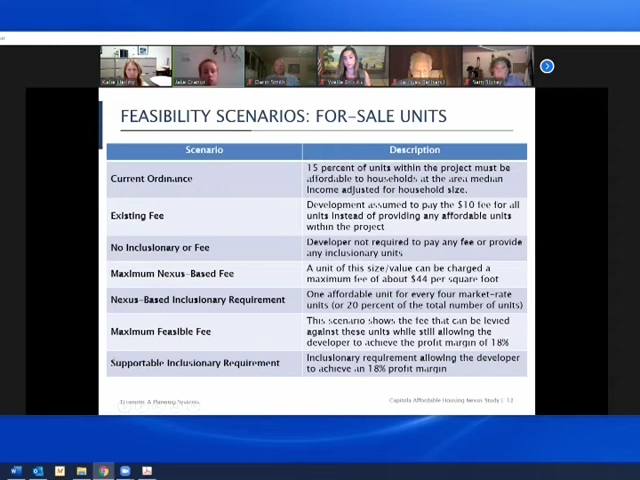 FEASIBILITY SCENARIOS: FOR-SALE UNITS
Scenario
Description
Current Ordinance
15 percent of units within the project must be
affordable to households at the area median
income adjusted for household size.
Existing Fee
Development assumed to pay the $10 fee for all
units instead of providing any affordable units
within the project
No Inclusionary or Fee
Developer not required to pay any fee or provide
any inclusionary units
Maximum Nexus-Based Fee
A unit of this size/value can be charged a
maximum fee of about $44 per square foot
Nexus-Based Inclusionary Requirement
One affordable unit for every four market-rate
units (or 20 percent of the total number of units)
Maximum Feasible Fee
This scenario shows the fee that can be levied
against these units while still allowing the
developer to achieve the profit margin of 18%
Supportable Inclusionary Requirement
Inclusionary requirement allowing the developer
to achieve an 18% profit margin
Economic & Planning Systems
Capitola Affordable Housing Nexus Study | 12